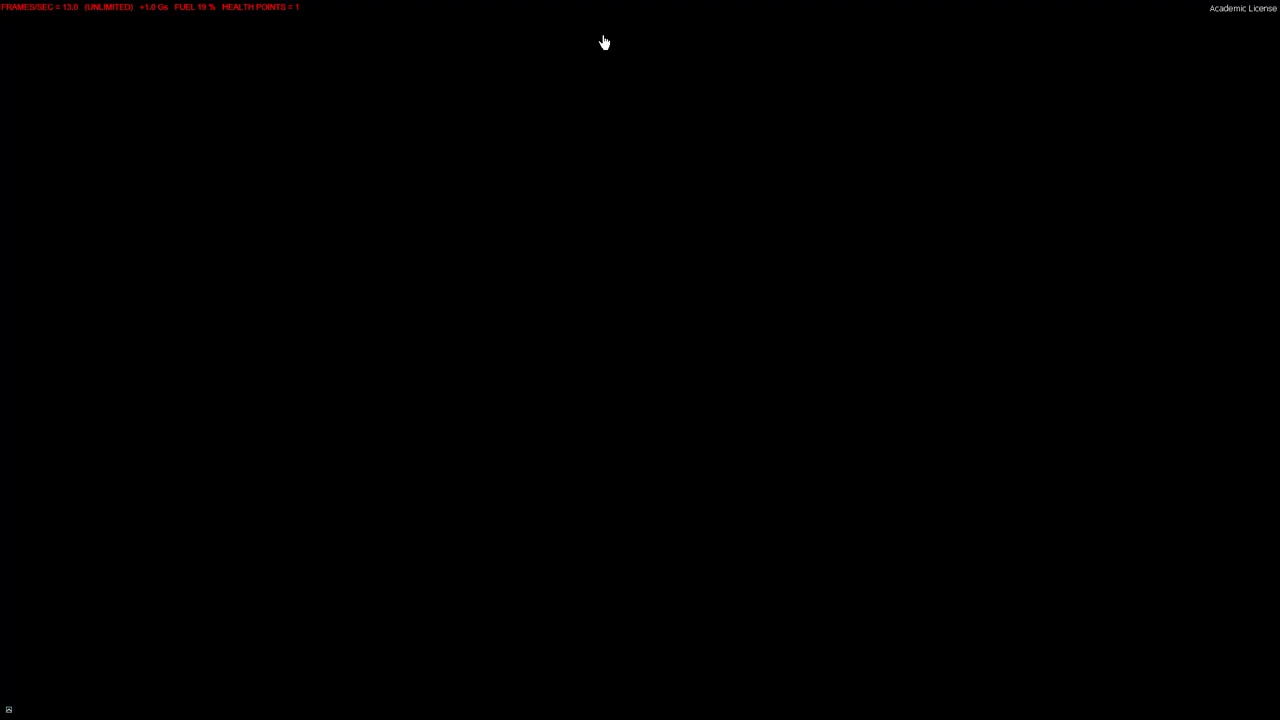 FRAMES/SEC = 13.0 (UNLIMITED) +1.0 Gs FUEL 19 % HEALTH POINTS = 1
Academic License